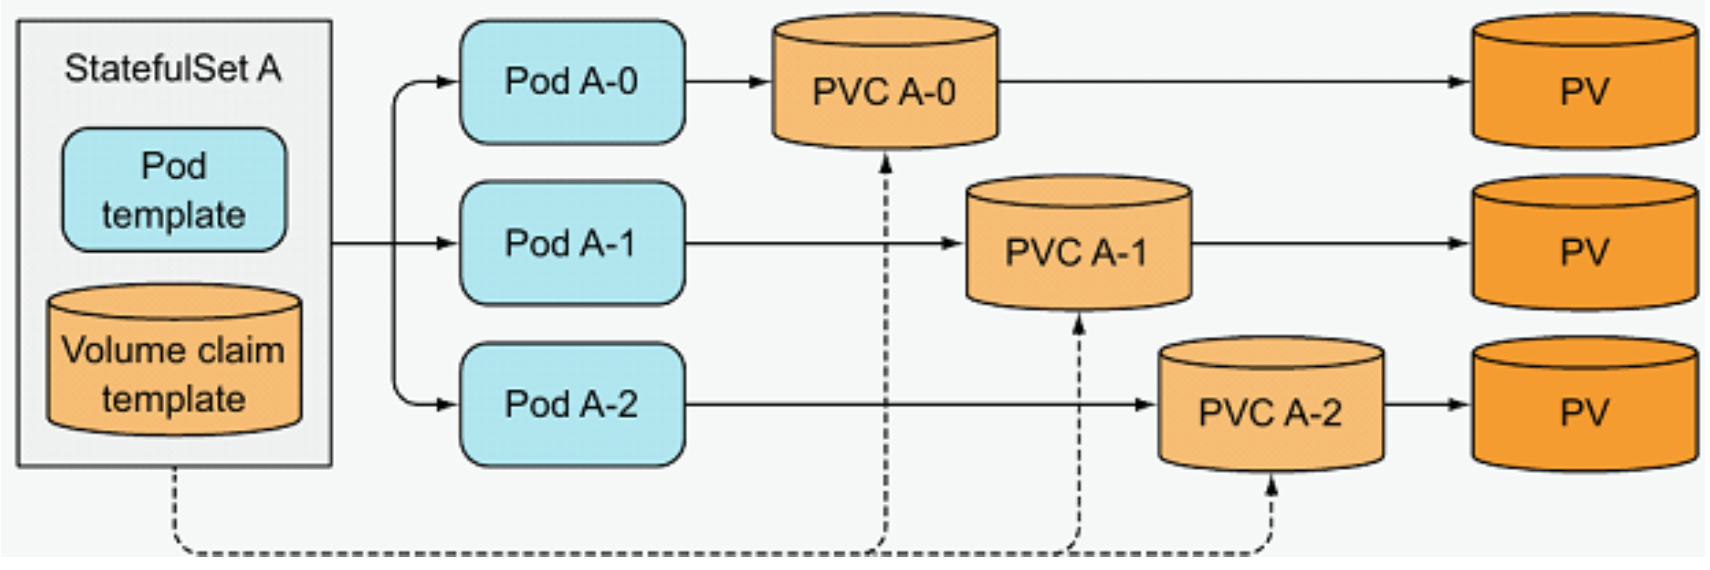 StatefulSet A
Pod
template
Volume claim
template
Pod A-0
PVC A-0
PV
Pod A-1
PVC A-1
PV
Pod A-2
PVC A-2
PV